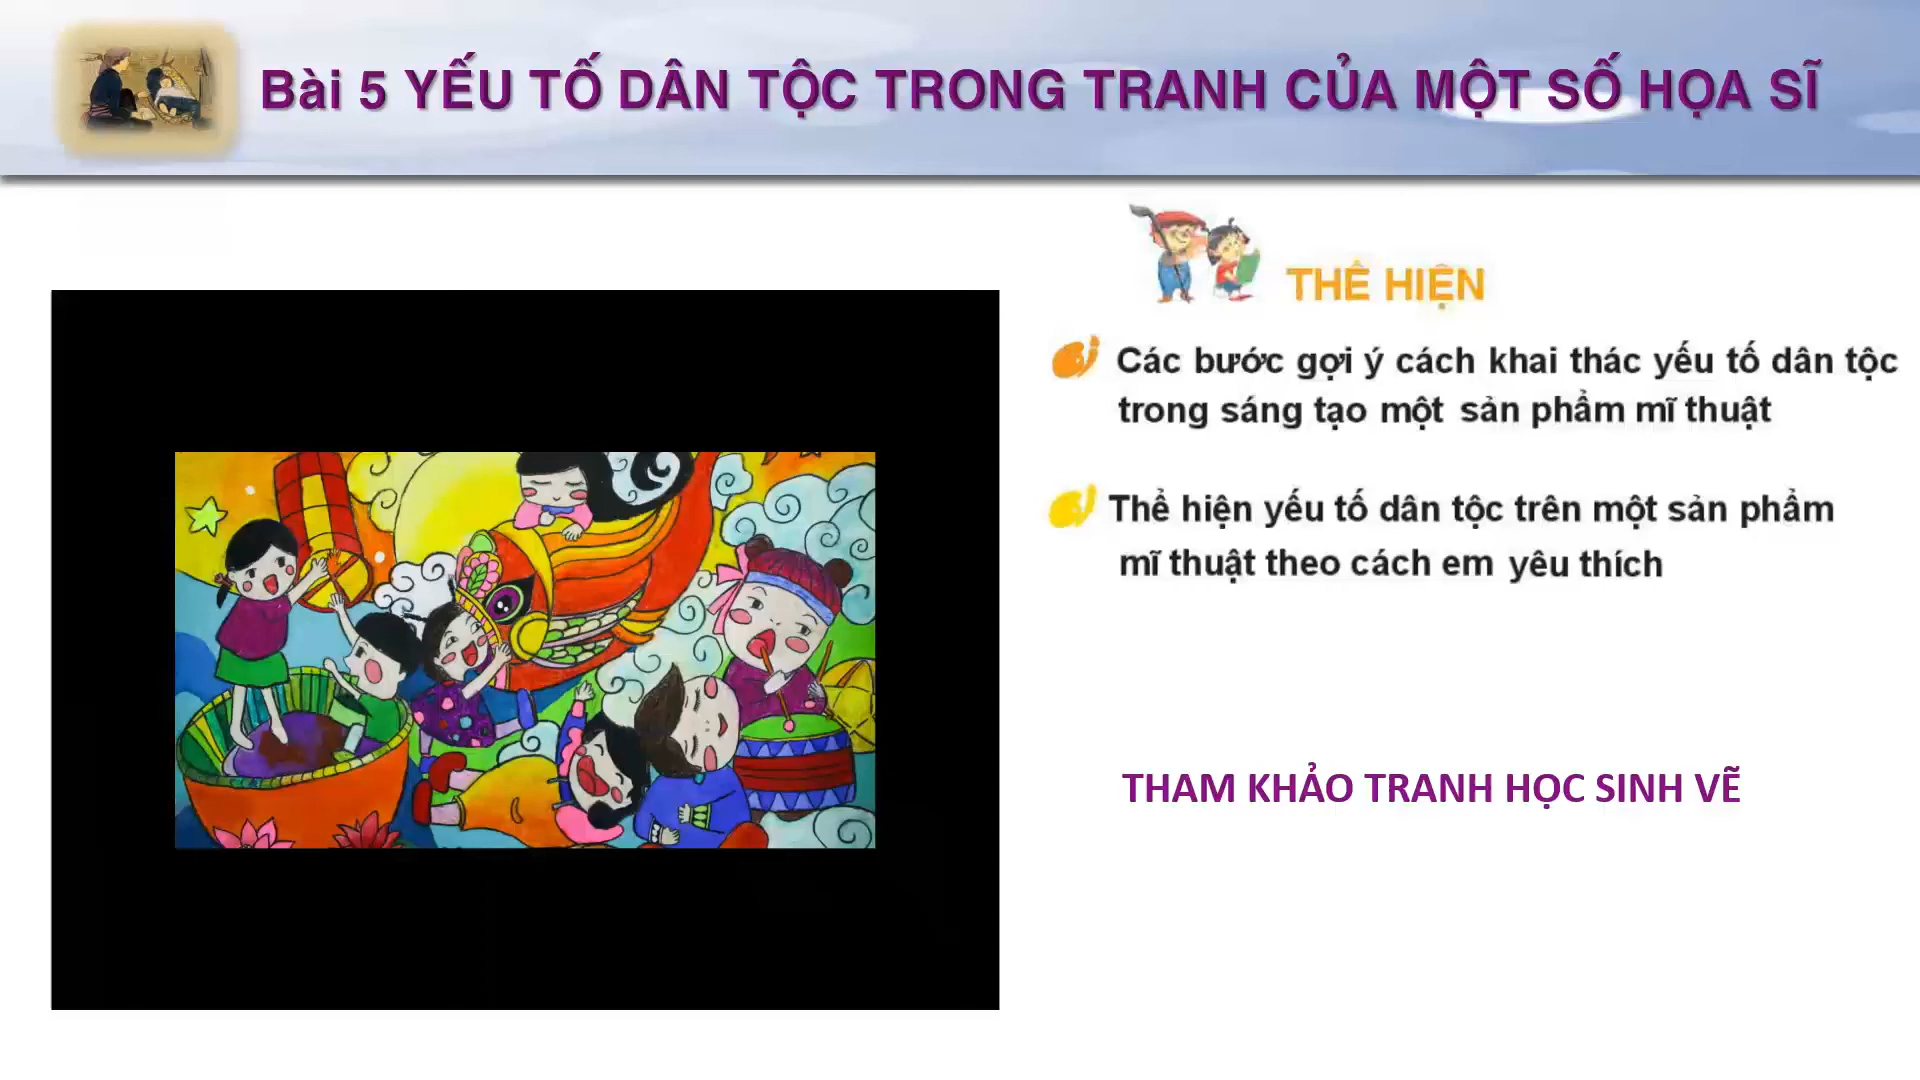 Bài 5 YẾU TỐ DÂN TỘC TRONG TRANH CỦA MỘT SỐ HỌA SĨ
THỂ HIỆN
Các bước gợi ý cách khai thác yếu tố dân tộc
trong sáng tạo một sản phẩm mĩ thuật
Thể hiện yếu tố dân tộc trên một sản phẩm
mĩ thuật theo cách em yêu thích
THAM KHẢO TRANH HỌC SINH VẼ